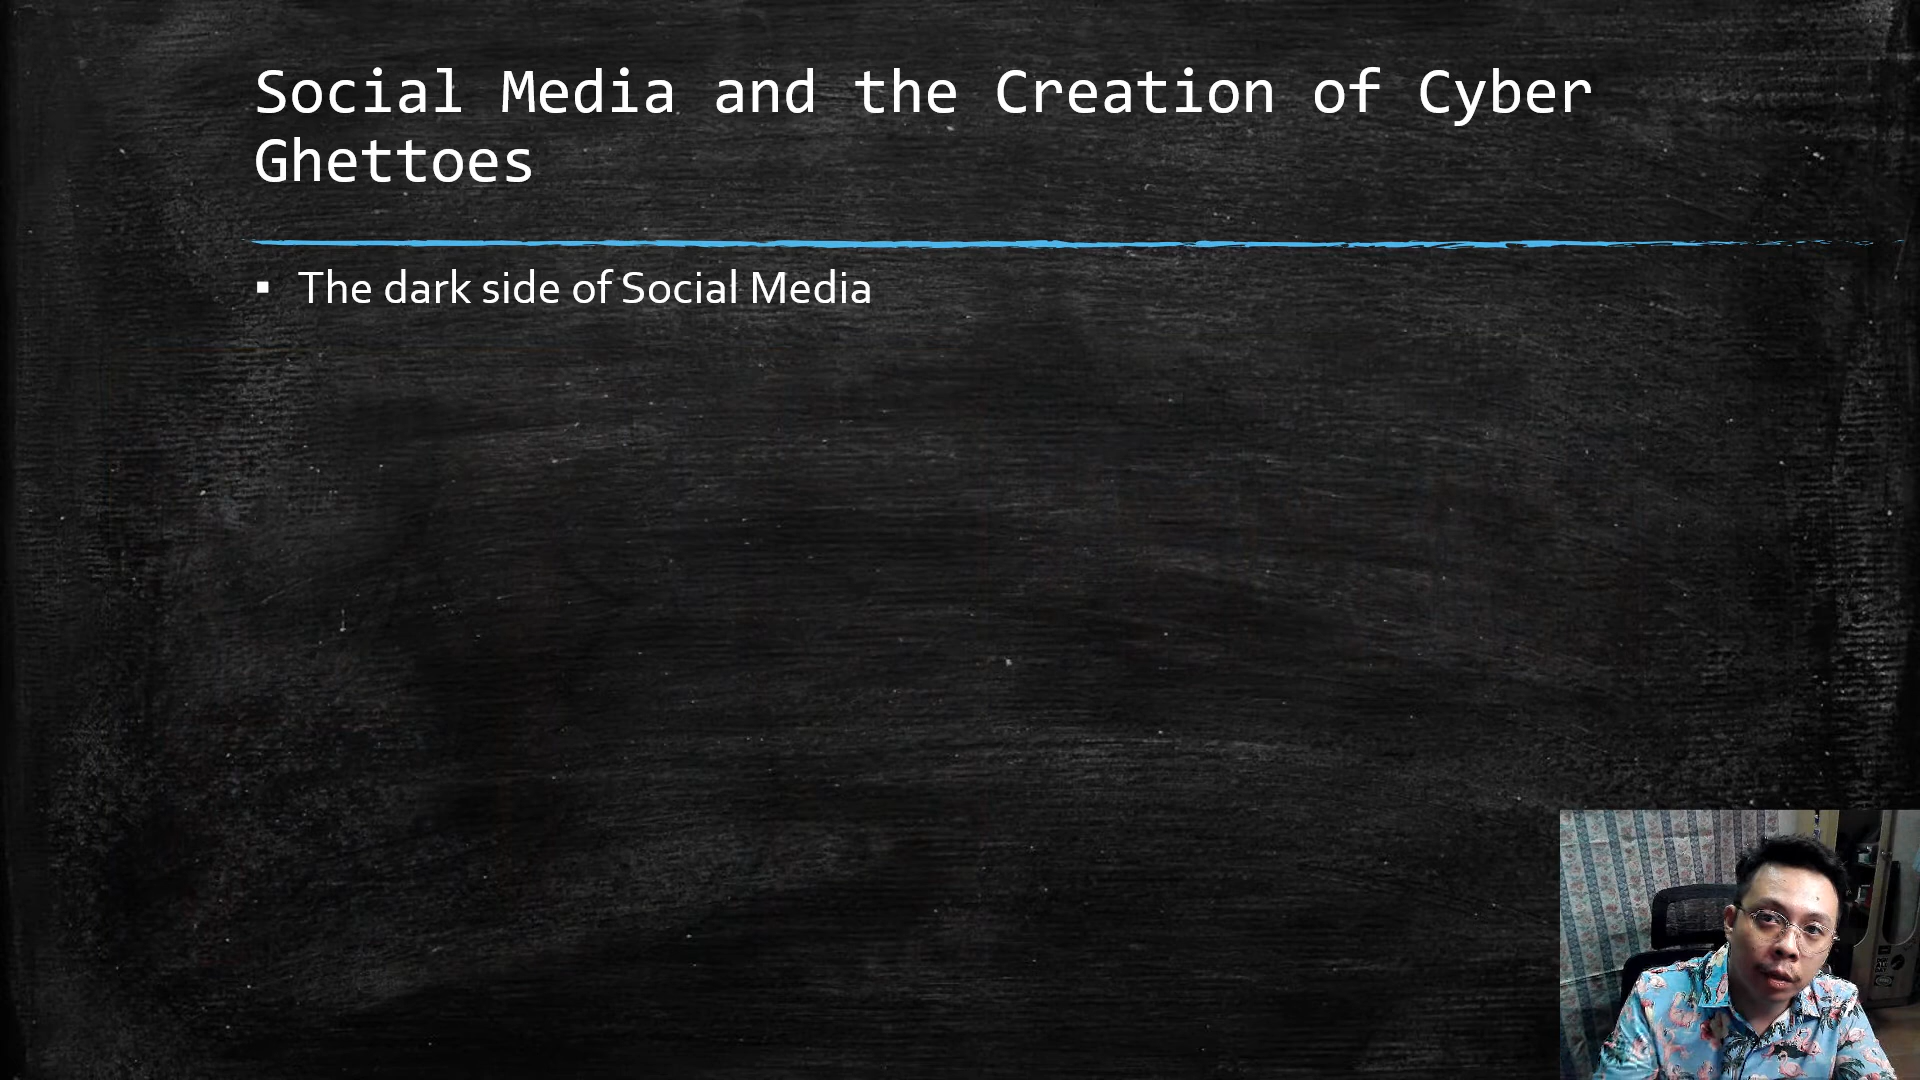 Social Media and the Creation of Cyber
Ghettoes
▪ The dark side of Social Media